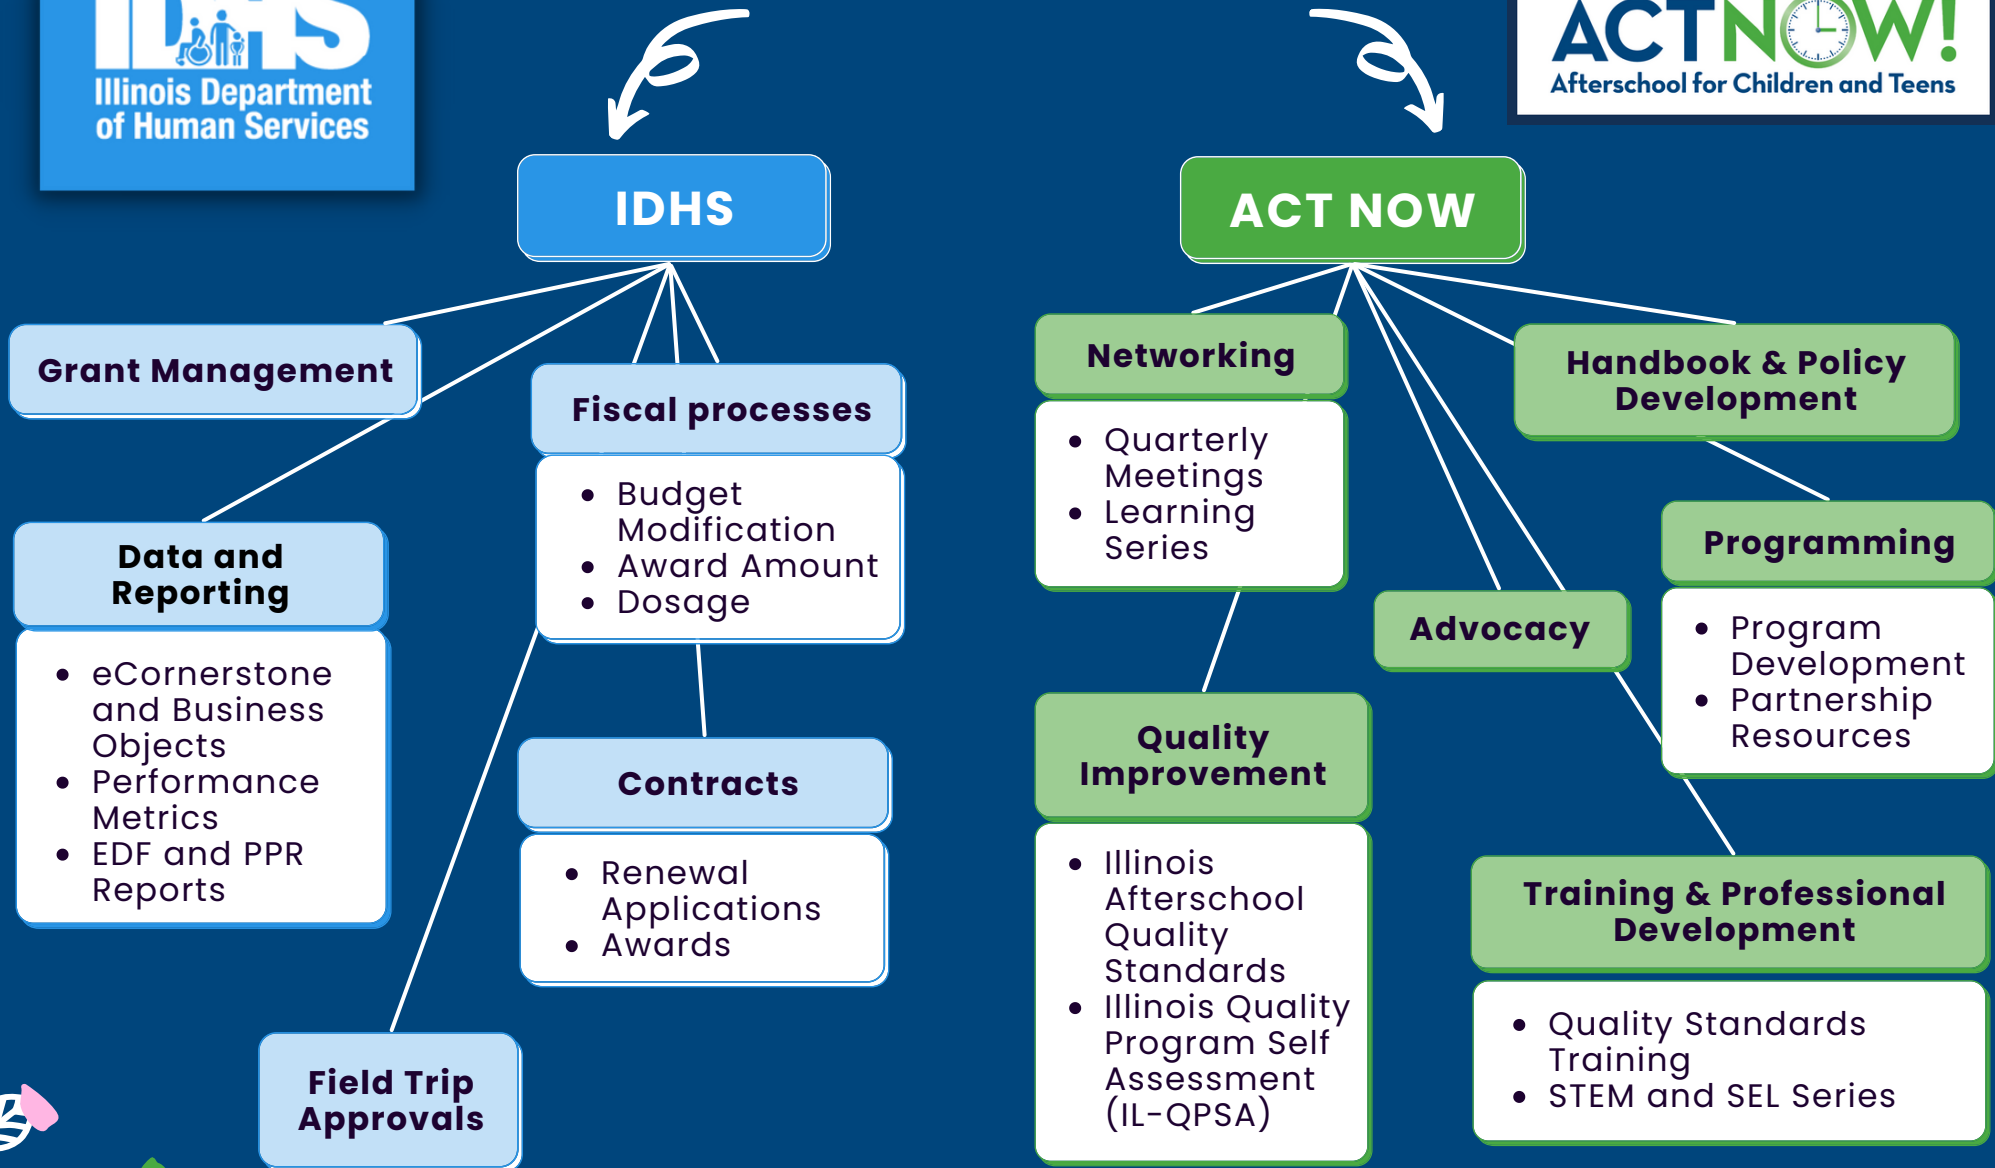 IDHS
Illinois Department
of Human Services
ACT NOW!
Afterschool for Children and Teens
IDHS
Grant Management
Data and
Reporting
• eCornerstone
and Business
Objects
• Performance
Metrics
• EDF and PPR
Reports
Fiscal processes
• Budget
Modification
• Award Amount
• Dosage
Contracts
• Renewal
Applications
• Awards
Field Trip
Approvals
ACT NOW
Networking
• Quarterly
Meetings
• Learning
Series
Quality
Improvement
• Illinois
Afterschool
Quality
Standards
• Illinois Quality
Program Self
Assessment
(IL-QPSA)
Advocacy
Handbook & Policy
Development
Programming
• Program
Development
• Partnership
Resources
Training & Professional
Development
• Quality Standards
Training
• STEM and SEL Series